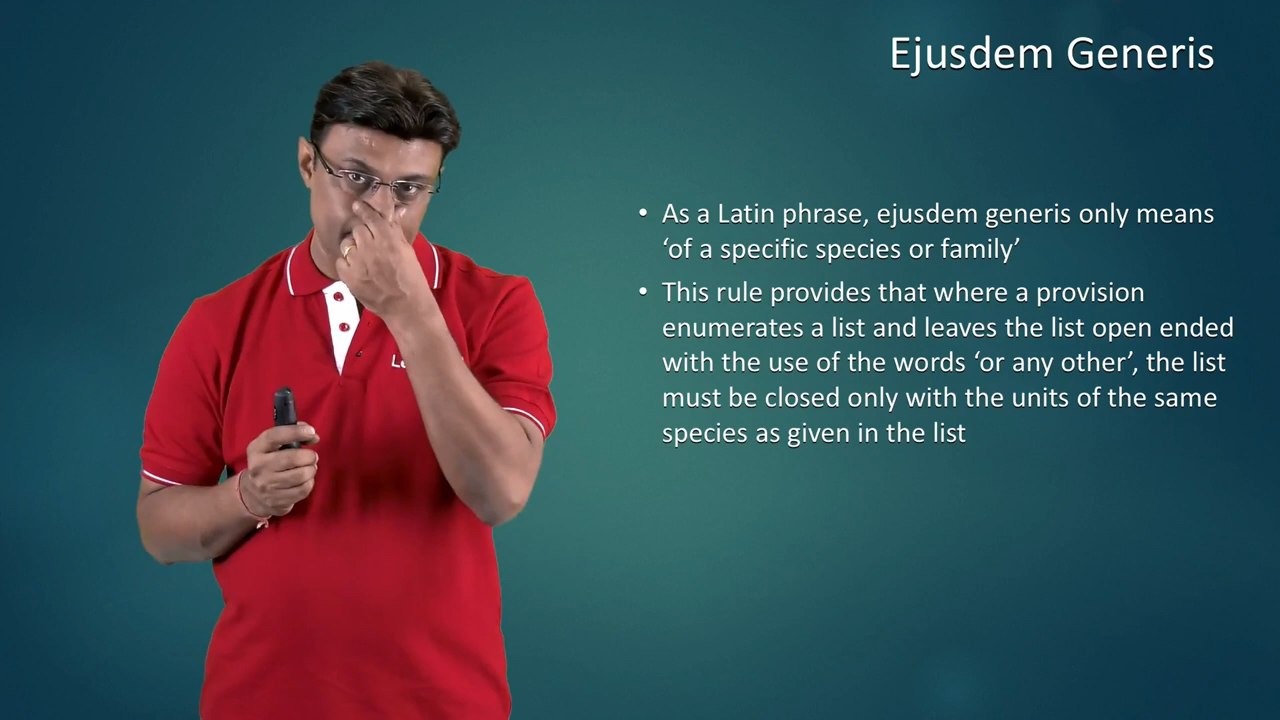 Ejusdem Generis
• As a Latin phrase, ejusdem generis only means
‘of a specific species or family’
• This rule provides that where a provision
enumerates a list and leaves the list open ended
with the use of the words ‘or any other’, the list
must be closed only with the units of the same
species as given in the list